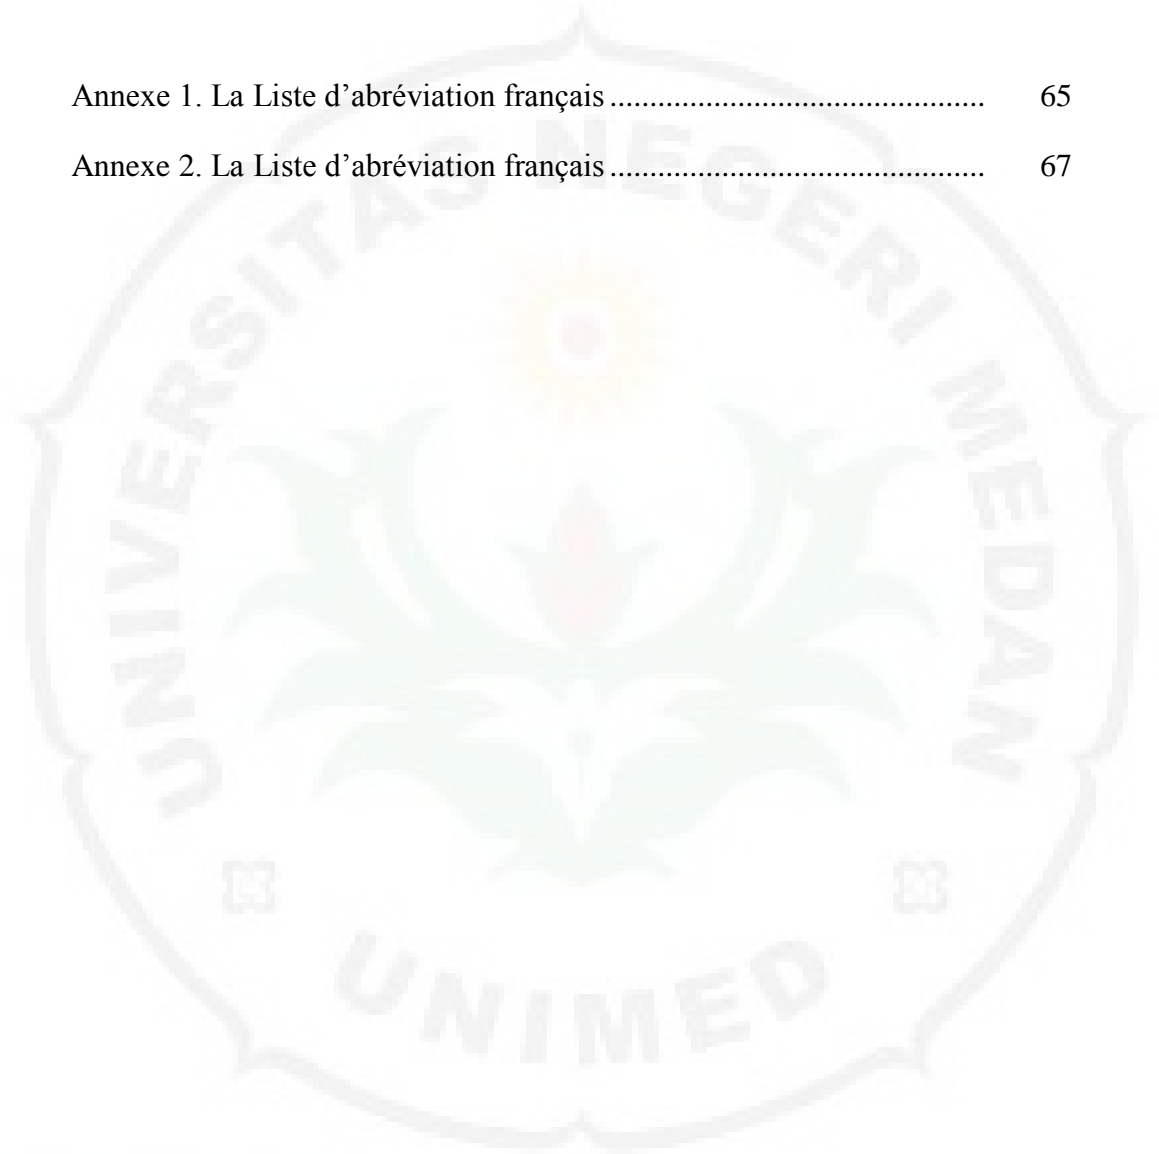 Annexe 1. La Liste d’abréviation français ............................................... 65
Annexe 2. La Liste d’abréviation français ............................................... 67
UNIVERSITAS NEGERI MEDAN
UNIMED